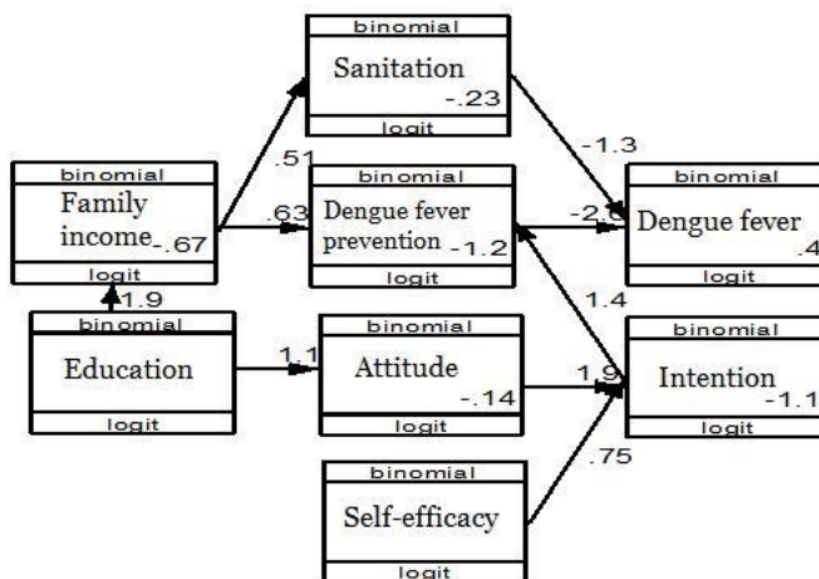 binomial
Sanitation
-.23
logit
.51
-1.3
binomial
Family
income
-.67
logit
.63
binomial
Dengue fever
prevention
-1.2
logit
binomial
Dengue fever
.4
logit
1.9
1.4
binomial
Education
logit
1.1
binomial
Attitude
-.14
logit
1.9
binomial
Intention
-1.1
logit
.75
binomial
Self-efficacy
logit